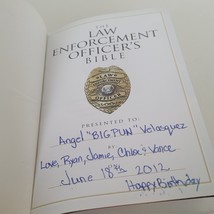 THE
LAW
ENFORCEMENT
OFFICER'S
BIBLE
PRESENTED TO:
Angel "BIG PUN" Velasquez
BY
Love, Ryan, Jamie, Chloe & Vance
June 18th 2012
Happy Birthday